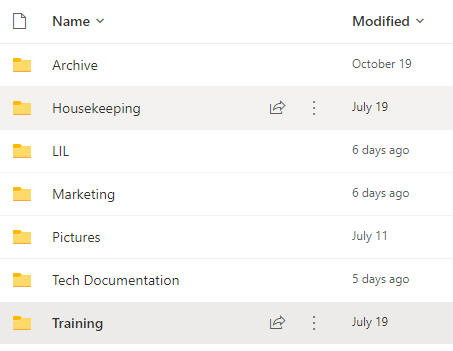 Name Modified
Archive October 19
Housekeeping July 19
LIL 6 days ago
Marketing 6 days ago
Pictures July 11
Tech Documentation 5 days ago
Training July 19